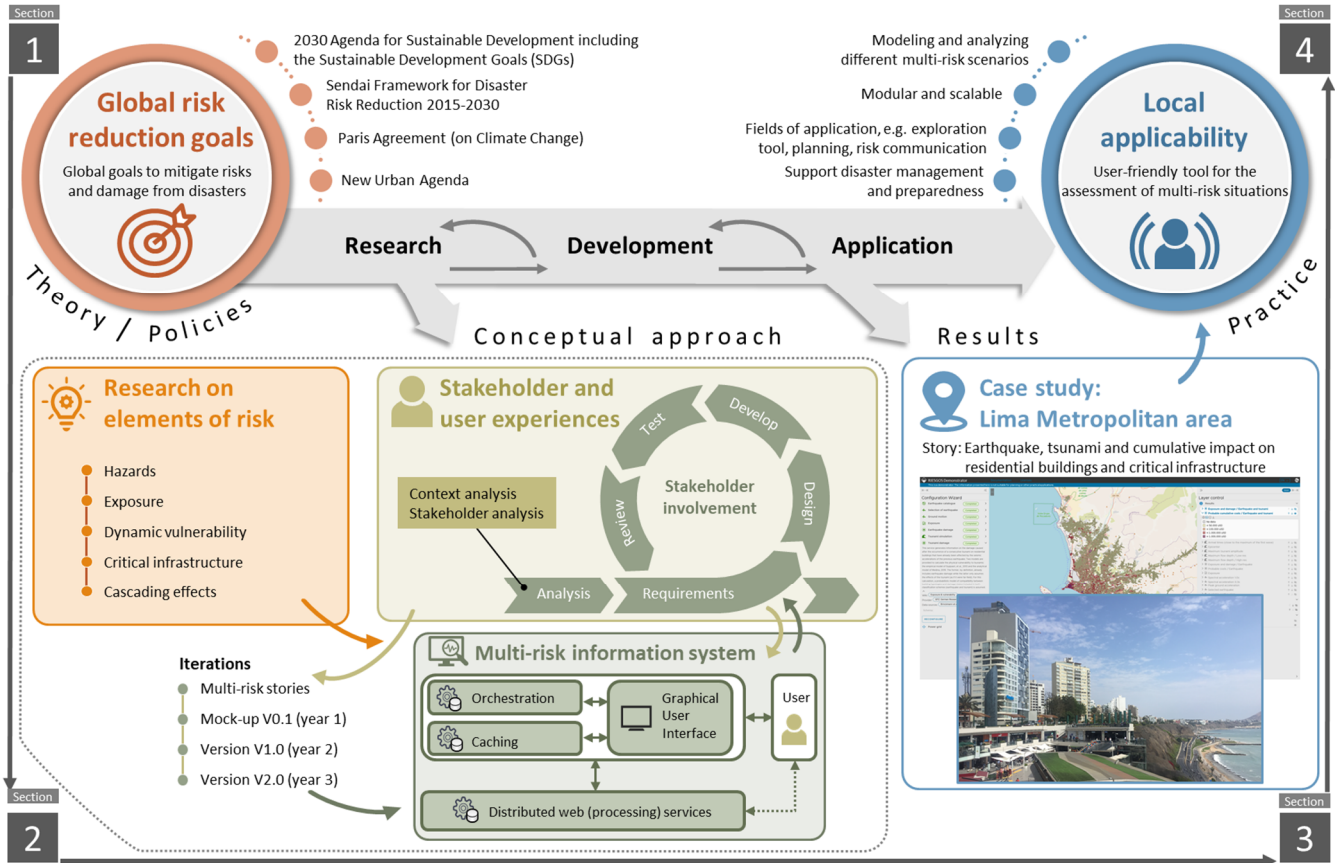 Section
1
Section
4
Global risk
reduction goals
Global goals to mitigate risks
and damage from disasters
2030 Agenda for Sustainable Development including
the Sustainable Development Goals (SDGs)
Sendai Framework for Disaster
Risk Reduction 2015-2030
Paris Agreement (on Climate Change)
New Urban Agenda
Modeling and analyzing
different multi-risk scenarios
Modular and scalable
Fields of application, e.g. exploration
tool, planning, risk communication
Support disaster management
and preparedness
Local
applicability
User-friendly tool for the
assessment of multi-risk situations
Research
Development
Application
Theory / Policies
Practice
Conceptual approach
Results
Research on
elements of risk
Hazards
Exposure
Dynamic vulnerability
Critical infrastructure
Cascading effects
Stakeholder and
user experiences
Context analysis
Stakeholder analysis
Stakeholder
involvement
Test
Develop
Design
Review
Analysis
Requirements
Iterations
Multi-risk stories
Mock-up V0.1 (year 1)
Version V1.0 (year 2)
Version V2.0 (year 3)
Multi-risk information system
Orchestration
Caching
Graphical
User
Interface
User
Distributed web (processing) services
Case study:
Lima Metropolitan area
Story: Earthquake, tsunami and cumulative impact on
residential buildings and critical infrastructure
Configuration Wizard
Layer control
Section
2
Section
3